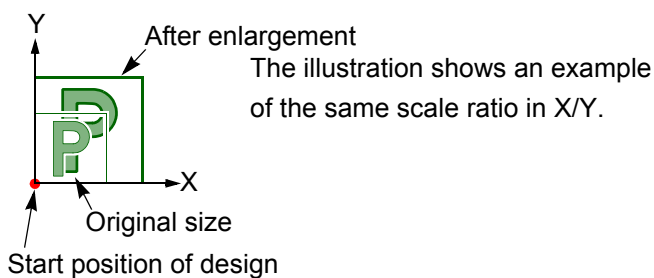 Y
After enlargement
The illustration shows an example
of the same scale ratio in X/Y.
P
P
X
Original size
Start position of design